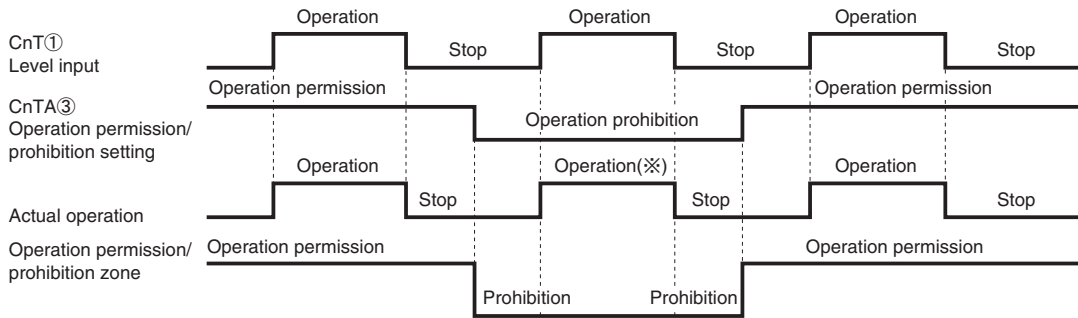 Operation Operation Operation
CnT① Stop Stop Stop
Level input
Operation permission Operation permission
CnTA③
Operation permission/ Operation prohibition
prohibition setting
Operation Operation(※) Operation
Actual operation Stop Stop Stop
Operation permission/ Operation permission Operation permission
prohibition zone
Prohibition Prohibition